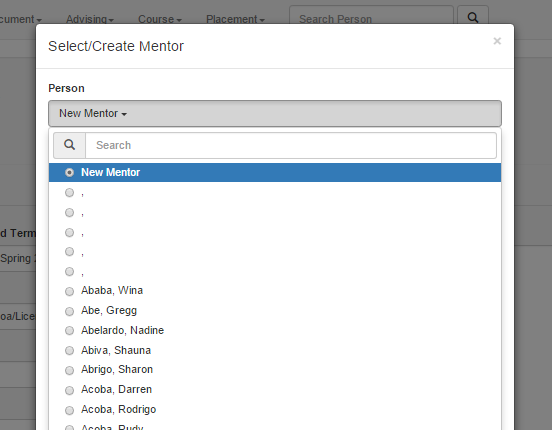 cument Advising Course Placement Search Person
Select/Create Mentor ×
Person
New Mentor
Search
New Mentor
,
,
,
,
,
d Term
Ababa, Wina
Spring
Abe, Gregg
Abelardo, Nadine
oa/Lice
Abiva, Shauna
Abrigo, Sharon
Acoba, Darren
Acoba, Rodrigo
Acoba, Rudy